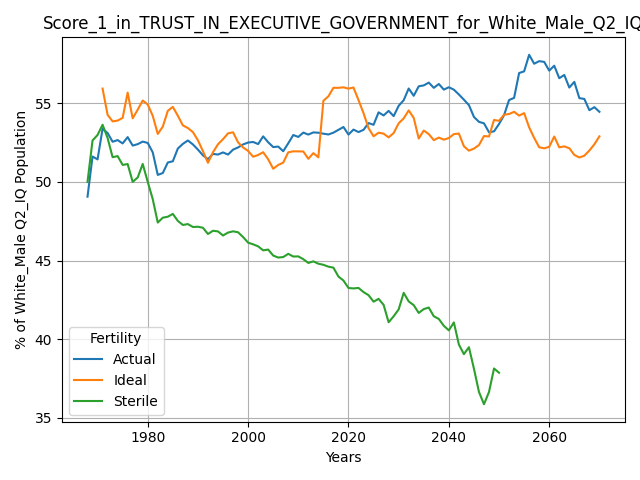 Score_1_in_TRUST_IN_EXECUTIVE_GOVERNMENT_for_White_Male_Q2_IQ
% of White_Male Q2_IQ Population
55
50
45
40
35
Fertility
Actual
Ideal
Sterile
1980 2000 2020 2040 2060
Years